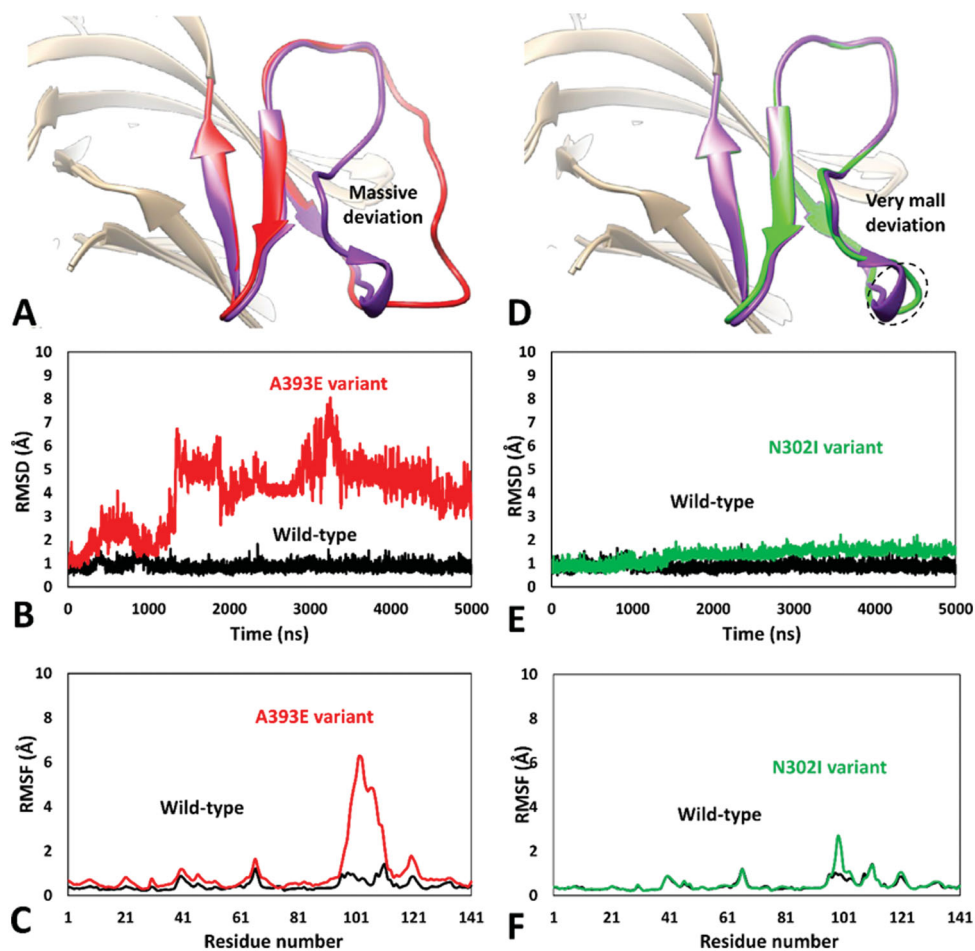 Massive
deviation
A
Very mall
deviation
D
10
9
8
7
6
5
4
3
2
1
0
RMSD (Å)
A393E variant
Wild-type
0 1000 2000 3000 4000 5000
Time (ns)
B
10
9
8
7
6
5
4
3
2
1
0
RMSD (Å)
N302I variant
Wild-type
0 1000 2000 3000 4000 5000
Time (ns)
E
10
8
6
4
2
0
RMSF (Å)
A393E variant
Wild-type
1 21 41 61 81 101 121 141
Residue number
C
10
8
6
4
2
0
RMSF (Å)
N302I variant
Wild-type
1 21 41 61 81 101 121 141
Residue number
F